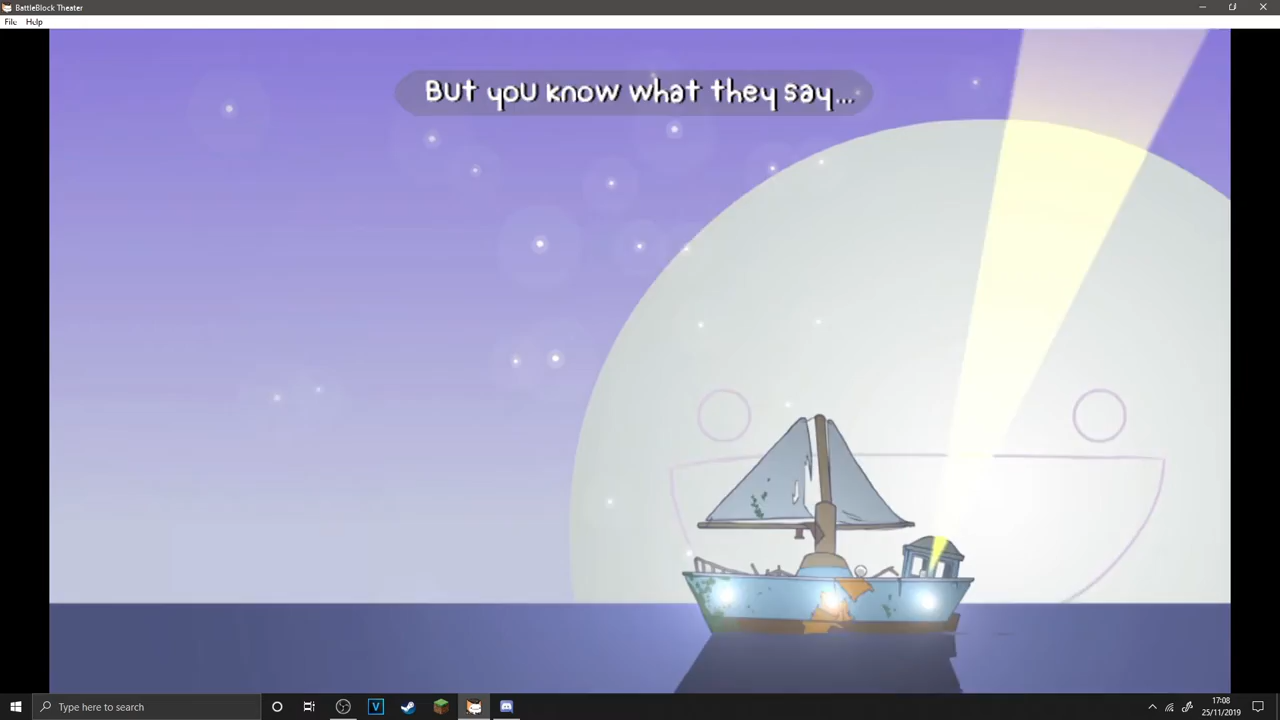 BattleBlock Theater
File Help
But you know what they say...
Type here to search
V
17:08
25/11/2019